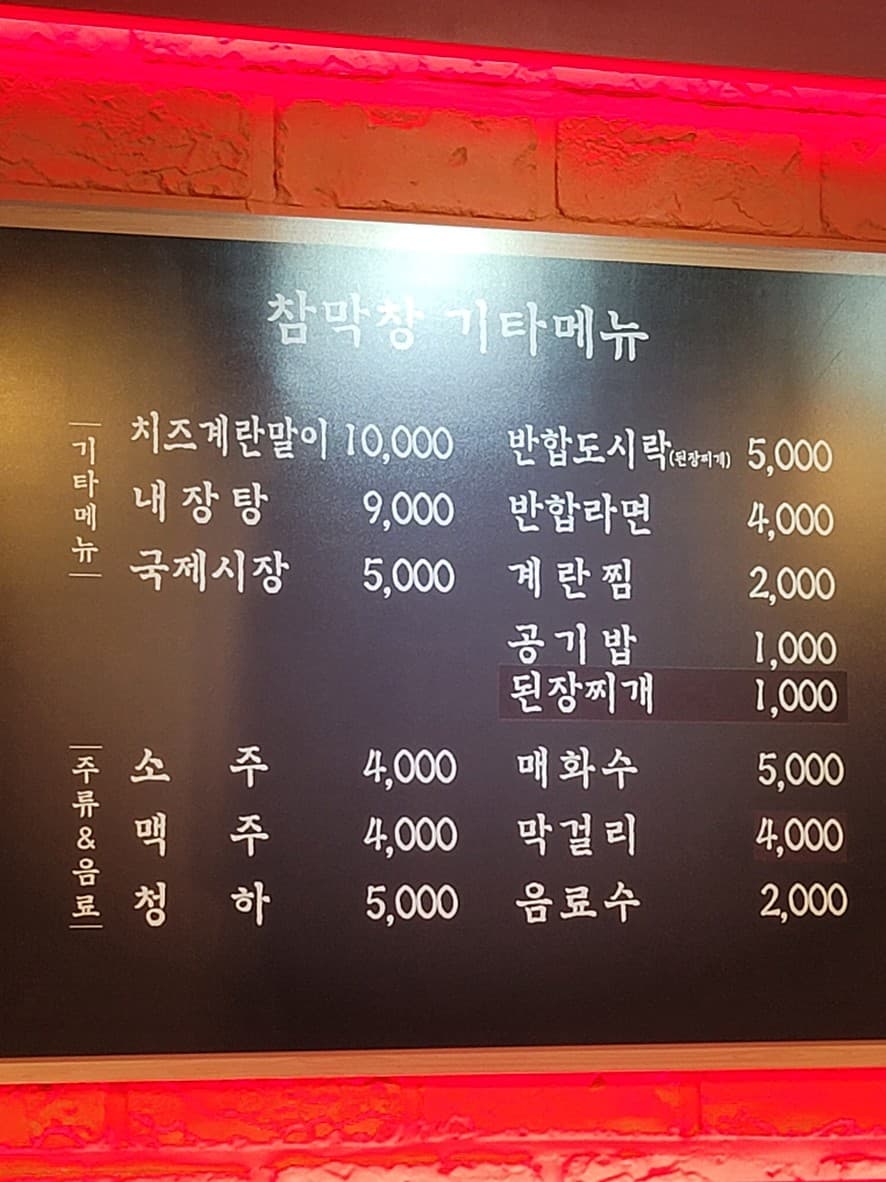 참막창 기타메뉴
기타메뉴
치즈계란말이 10,000
내장탕 9,000
국제시장 5,000
반합도시락(된장찌개) 5,000
반합라면 4,000
계란찜 2,000
공기밥 1,000
된장찌개 1,000
주류&음료
소주 4,000
맥주 4,000
청하 5,000
매화수 5,000
막걸리 4,000
음료수 2,000